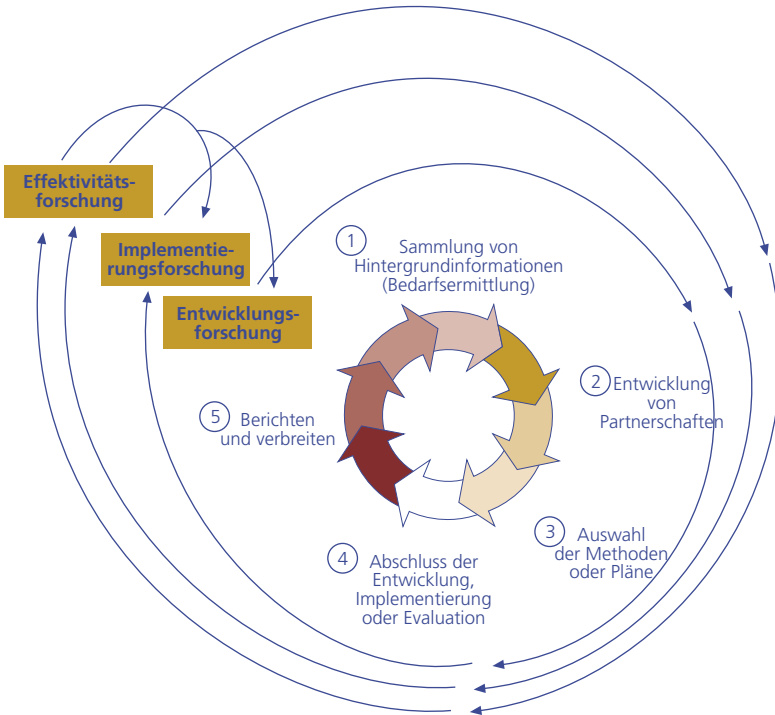 Effektivitäts-
forschung
Implementie-
rungsforschung
Entwicklungs-
forschung
1 Sammlung von
Hintergrundinformationen
(Bedarfsermittlung)
2 Entwicklung
von
Partnerschaften
3 Auswahl
der Methoden
oder Pläne
4 Abschluss der
Entwicklung,
Implementierung
oder Evaluation
5 Berichten
und verbreiten